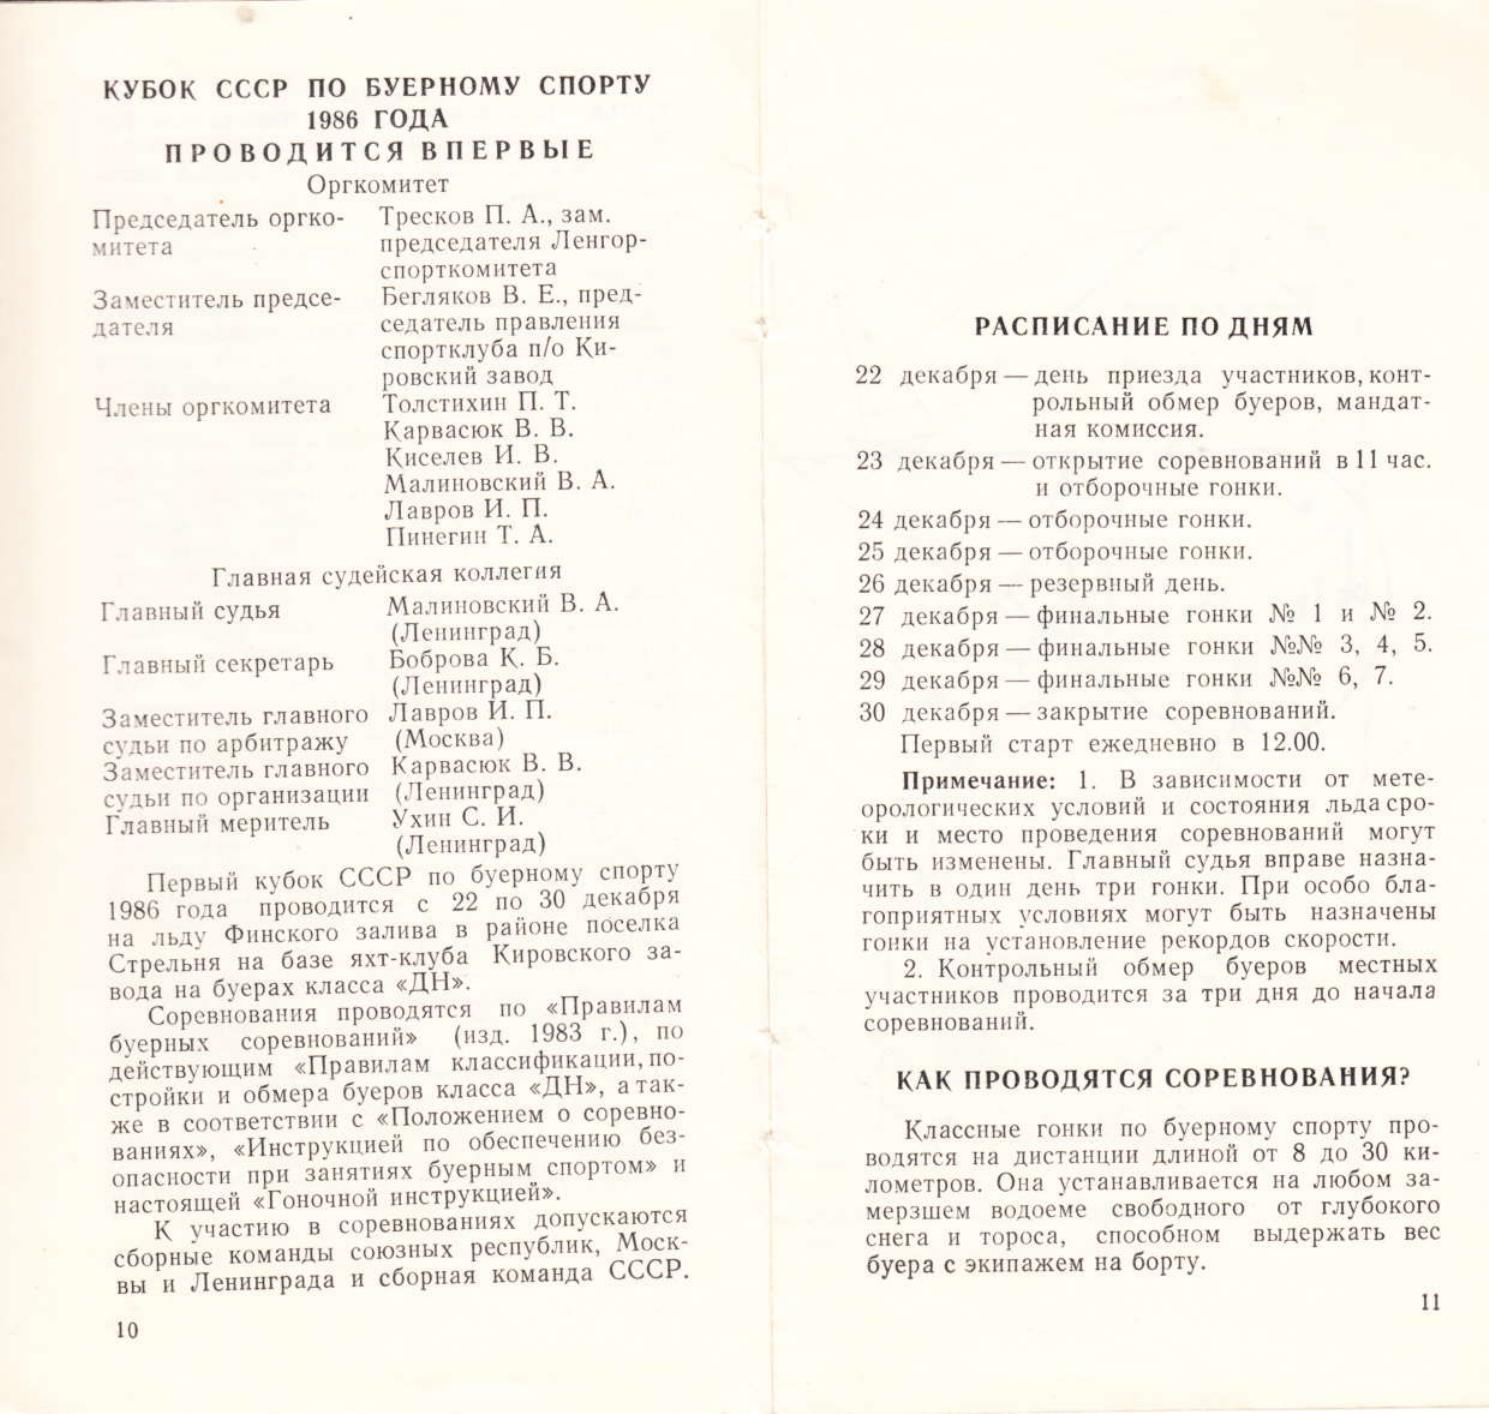 КУБОК СССР ПО БУЕРНОМУ СПОРТУ
1986 ГОДА
ПРОВОДИТСЯ ВПЕРВЫЕ
Оргкомитет
Председатель оргко- Тресков П. А., зам.
митета председателя Ленгор-
спорткомитета
Заместитель предсе- Бегляков В. Е., пред-
дателя седатель правления
спортклуба п/о Ки-
ровский завод
Члены оргкомитета Толстихин П. Т.
Карвасюк В. В.
Киселев И. В.
Малиновский В. А.
Лавров И. П.
Пинегин Т. А.
Главная судейская коллегия
Главный судья Малиновский В. А.
(Ленинград)
Главный секретарь Боброва К. Б.
(Ленинград)
Заместитель главного Лавров И. П.
судьи по арбитражу (Москва)
Заместитель главного Карвасюк В. В.
судьи по организации (Ленинград)
Главный меритель Ухин С. И.
(Ленинград)
Первый кубок СССР по буерному спорту
1986 года проводится с 22 по 30 декабря
на льду Финского залива в районе поселка
Стрельня на базе яхт-клуба Кировского за-
вода на буерах класса «ДН».
Соревнования проводятся по «Правилам
буерных соревнований» (изд. 1983 г.), по
действующим «Правилам классификации, по-
стройки и обмера буеров класса «ДН», а так-
же в соответствии с «Положением о соревно-
ваниях», «Инструкцией по обеспечению без-
опасности при занятиях буерным спортом» и
настоящей «Гоночной инструкцией».
К участию в соревнованиях допускаются
сборные команды союзных республик, Моск-
вы и Ленинграда и сборная команда СССР.
10
РАСПИСАНИЕ ПО ДНЯМ
22 декабря — день приезда участников, конт-
рольный обмер буеров, мандат-
ная комиссия.
23 декабря — открытие соревнований в 11 час.
и отборочные гонки.
24 декабря — отборочные гонки.
25 декабря — отборочные гонки.
26 декабря — резервный день.
27 декабря — финальные гонки № 1 и № 2.
28 декабря — финальные гонки №№ 3, 4, 5.
29 декабря — финальные гонки №№ 6, 7.
30 декабря — закрытие соревнований.
Первый старт ежедневно в 12.00.
Примечание: 1. В зависимости от мете-
орологических условий и состояния льда сро-
ки и место проведения соревнований могут
быть изменены. Главный судья вправе назна-
чить в один день три гонки. При особо бла-
гоприятных условиях могут быть назначены
гонки на установление рекордов скорости.
2. Контрольный обмер буеров местных
участников проводится за три дня до начала
соревнований.
КАК ПРОВОДЯТСЯ СОРЕВНОВАНИЯ?
Классные гонки по буерному спорту про-
водятся на дистанции длиной от 8 до 30 ки-
лометров. Она устанавливается на любом за-
мерзшем водоеме свободного от глубокого
снега и тороса, способном выдержать вес
буера с экипажем на борту.
11